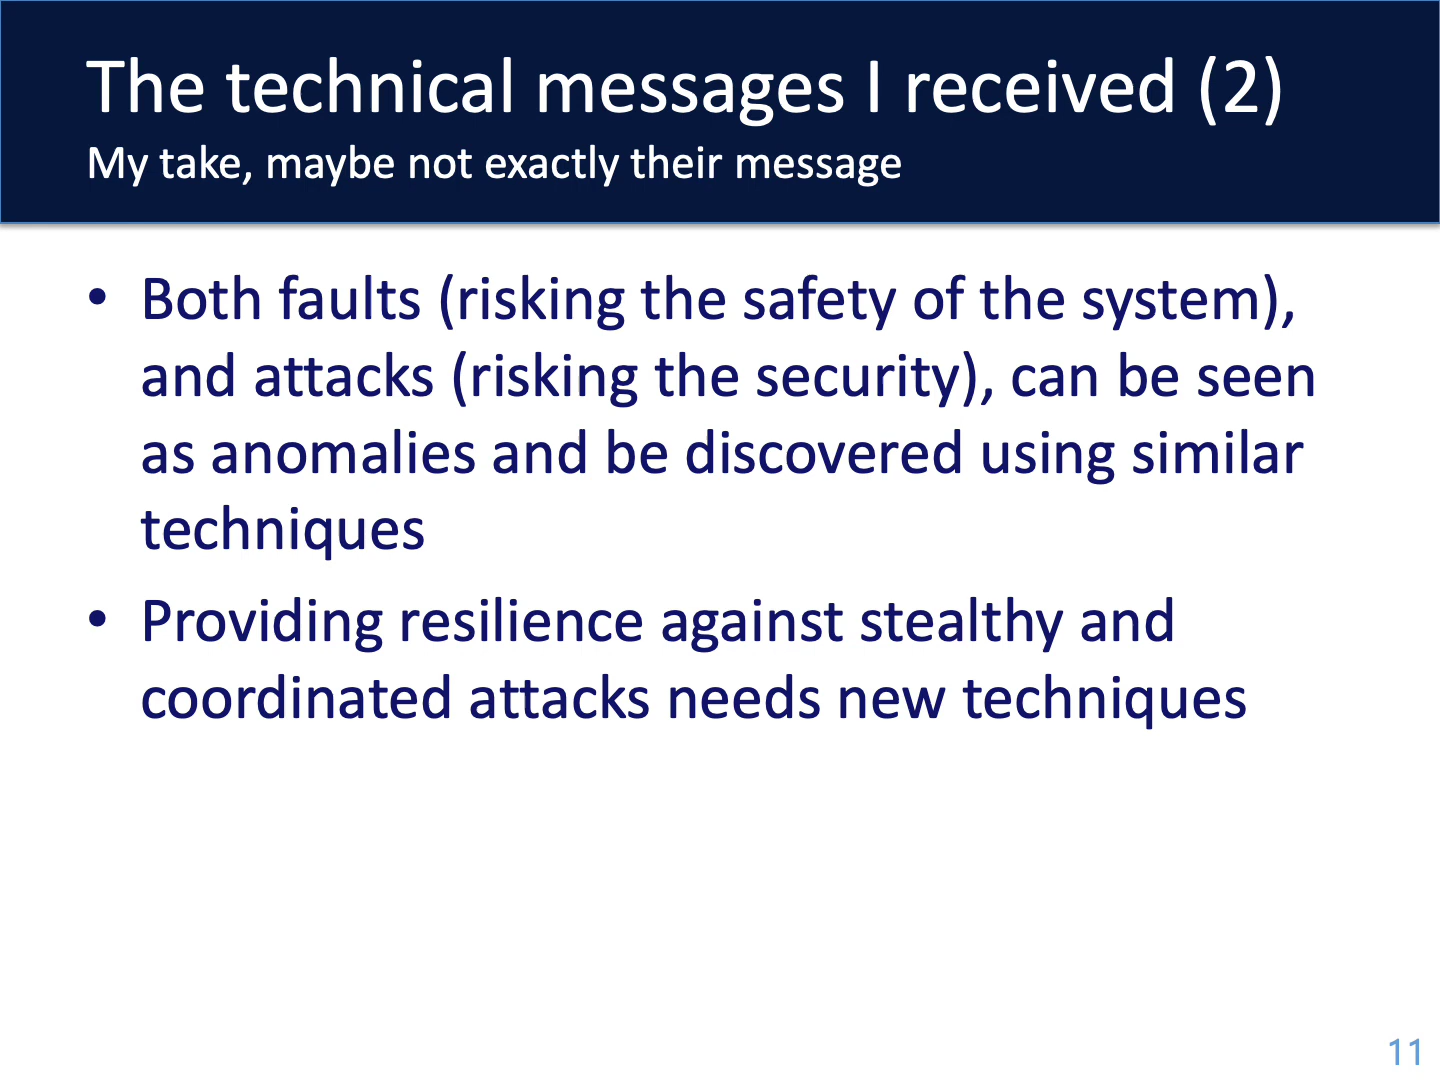 The technical messages I received (2)
My take, maybe not exactly their message
• Both faults (risking the safety of the system),
and attacks (risking the security), can be seen
as anomalies and be discovered using similar
techniques
• Providing resilience against stealthy and
coordinated attacks needs new techniques
11